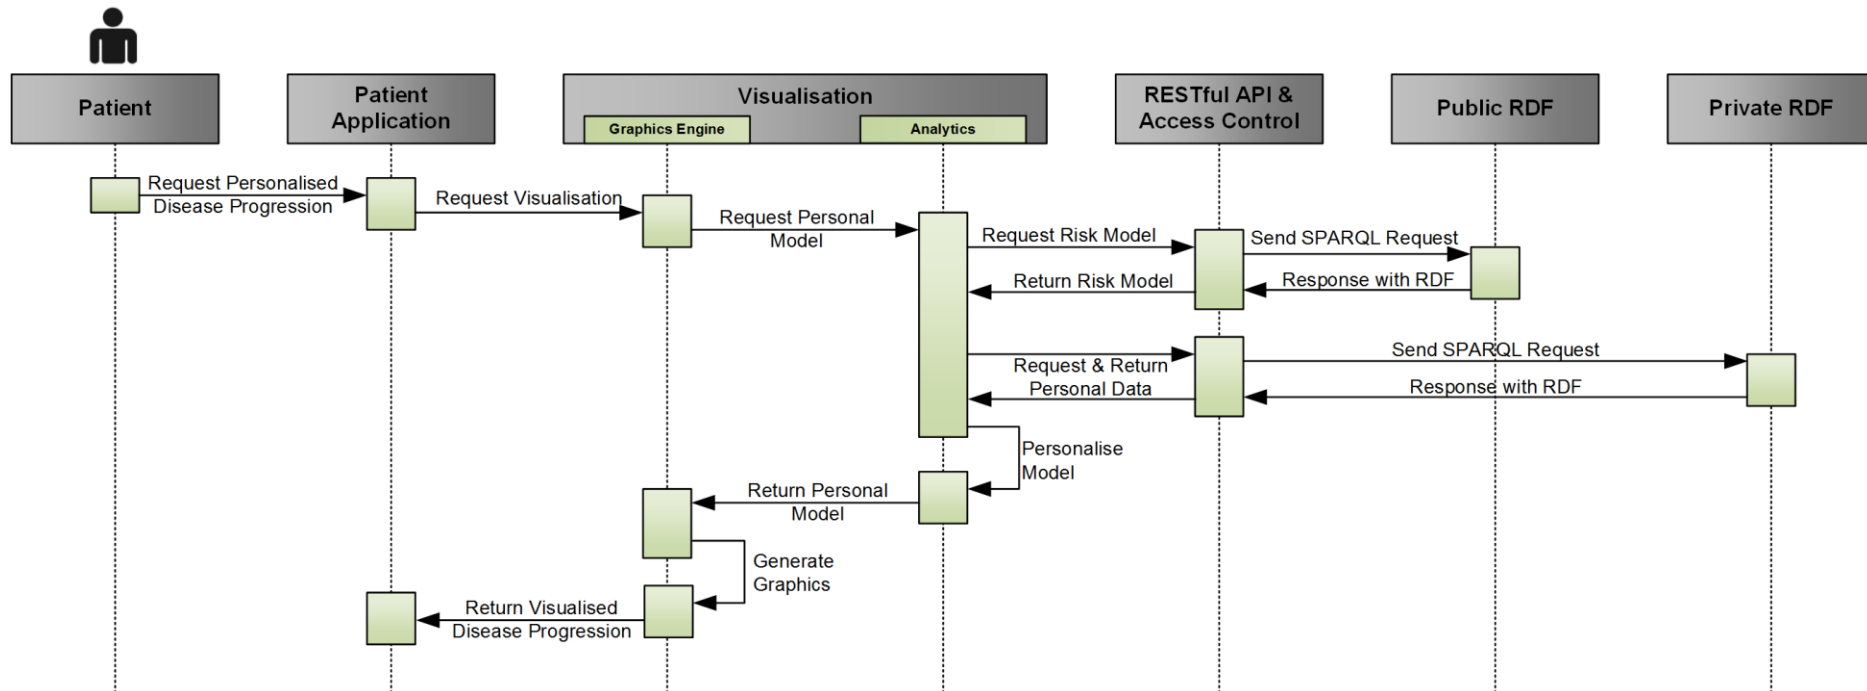 Patient
Patient
Application
Visualisation
Graphics Engine
Analytics
RESTful API &
Access Control
Public RDF
Private RDF
Request Personalised
Disease Progression
Request Visualisation
Request Personal
Model
Request Risk Model
Send SPARQL Request
Return Risk Model
Response with RDF
Request & Return
Personal Data
Send SPARQL Request
Response with RDF
Personalise
Model
Return Personal
Model
Generate
Graphics
Return Visualised
Disease Progression